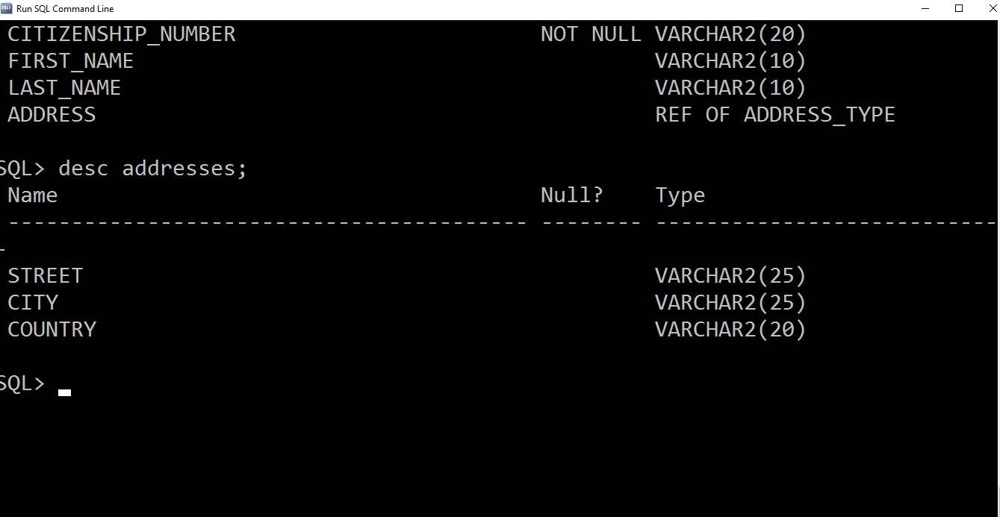 Run SQL Command Line
CITIZENSHIP_NUMBER NOT NULL VARCHAR2(20)
FIRST_NAME VARCHAR2(10)
LAST_NAME VARCHAR2(10)
ADDRESS REF OF ADDRESS_TYPE
SQL> desc addresses;
Name Null? Type
----------------------------------------- -------- ---------------------------
-
STREET VARCHAR2(25)
CITY VARCHAR2(25)
COUNTRY VARCHAR2(20)
SQL>